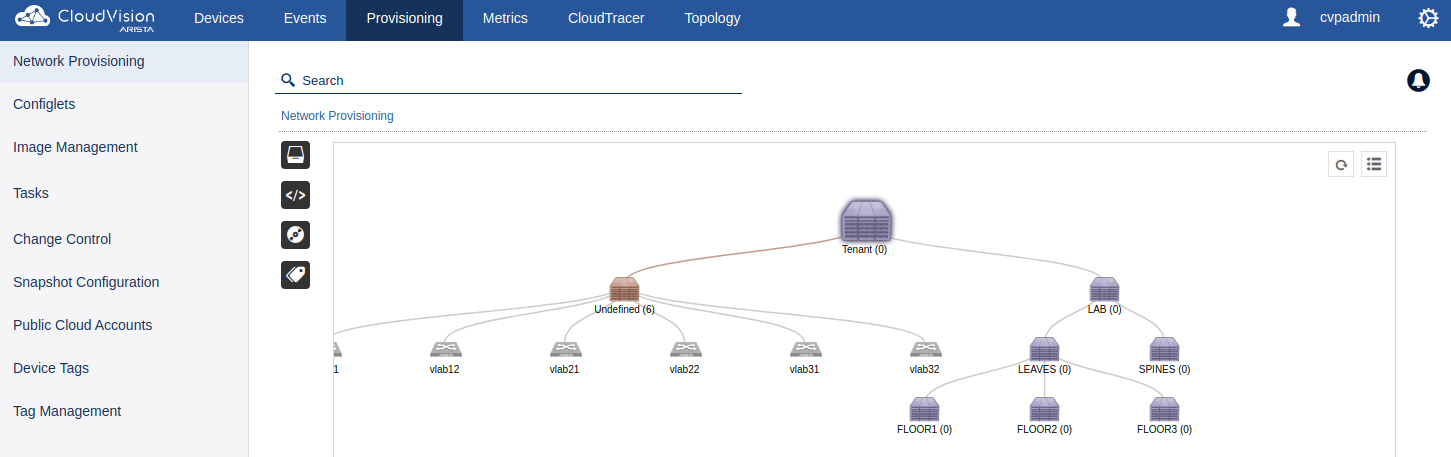 CloudVision
ARISTA
Devices
Events
Provisioning
Metrics
CloudTracer
Topology
cvpadmin
Network Provisioning
Configlets
Image Management
Tasks
Change Control
Snapshot Configuration
Public Cloud Accounts
Device Tags
Tag Management
Search
Network Provisioning
</>
Tenant (0)
Undefined (6)
LAB (0)
1
vlab12
vlab21
vlab22
vlab31
vlab32
LEAVES (0)
SPINES (0)
FLOOR1 (0)
FLOOR2 (0)
FLOOR3 (0)